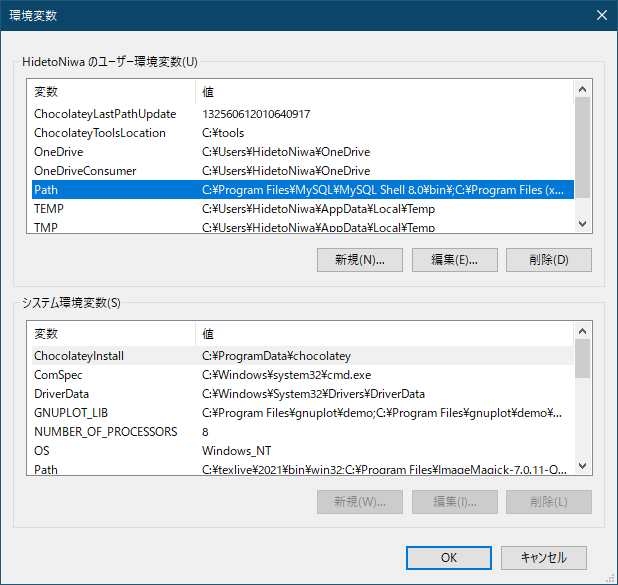 環境変数
HidetoNiwa のユーザー環境変数(U)
変数 値
ChocolateyLastPathUpdate 132560612010640917
ChocolateyToolsLocation C:¥tools
OneDrive C:¥Users¥HidetoNiwa¥OneDrive
OneDriveConsumer C:¥Users¥HidetoNiwa¥OneDrive
Path C:¥Program Files¥MySQL¥MySQL Shell 8.0¥bin¥;C:¥Program Files (x...
TEMP C:¥Users¥HidetoNiwa¥AppData¥Local¥Temp
TMP C:¥Users¥HidetoNiwa¥AppData¥Local¥Temp
新規(N)... 編集(E)... 削除(D)
システム環境変数(S)
変数 値
ChocolateyInstall C:¥ProgramData¥chocolatey
ComSpec C:¥Windows¥system32¥cmd.exe
DriverData C:¥Windows¥System32¥Drivers¥DriverData
GNUPLOT_LIB C:¥Program Files¥gnuplot¥demo;C:¥Program Files¥gnuplot¥demo¥...
NUMBER_OF_PROCESSORS 8
OS Windows_NT
Path C:¥texlive¥2021¥bin¥win32;C:¥Program Files¥ImageMagick-7.0.11-Q...
新規(W)... 編集(I)... 削除(L)
OK キャンセル